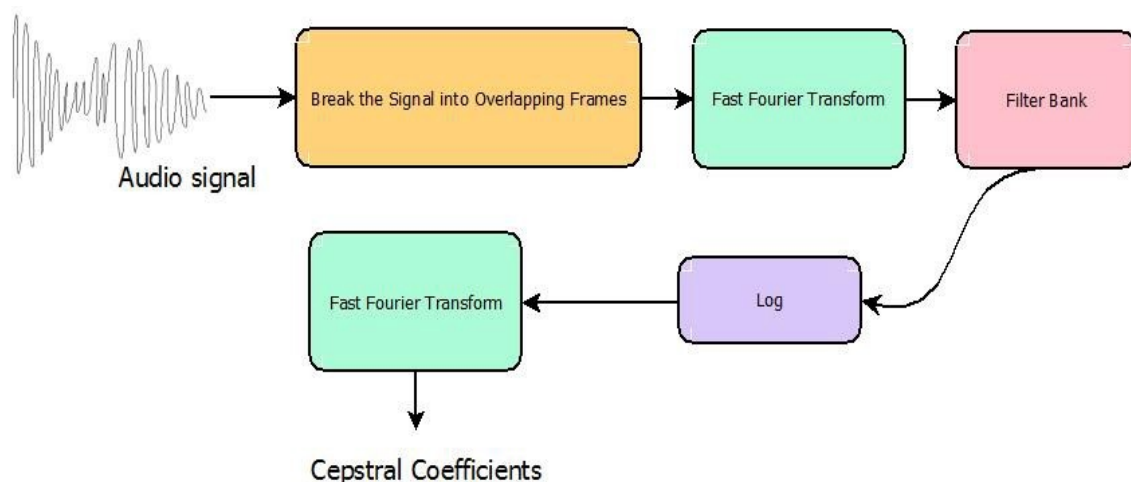 Audio signal
Break the Signal into Overlapping Frames
Fast Fourier Transform
Filter Bank
Log
Fast Fourier Transform
Cepstral Coefficients